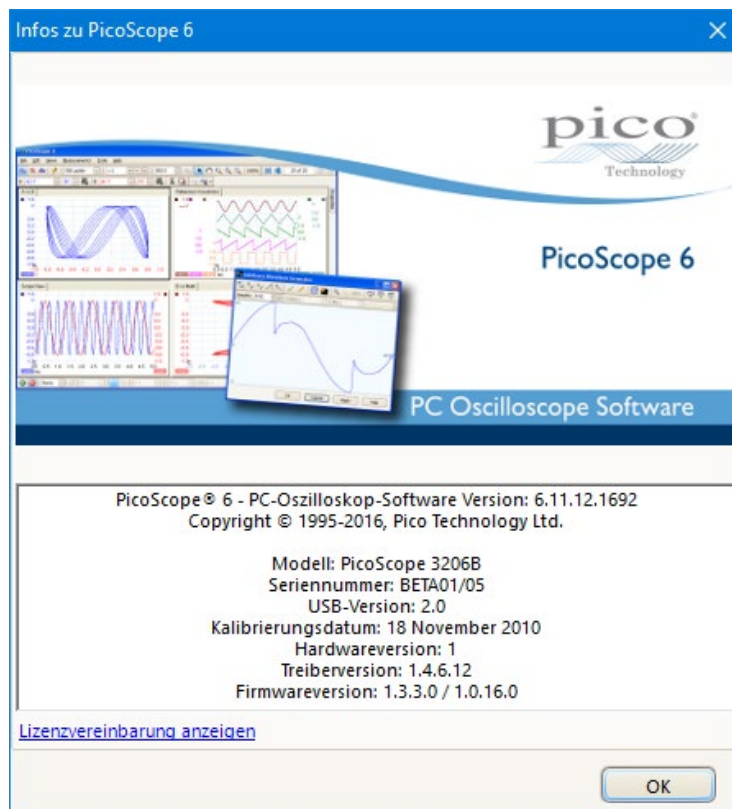 Infos zu PicoScope 6
pico
Technology
PicoScope 6
PC Oscilloscope Software
PicoScope® 6 - PC-Oszilloskop-Software Version: 6.11.12.1692
Copyright © 1995-2016, Pico Technology Ltd.
Modell: PicoScope 3206B
Seriennummer: BETA01/05
USB-Version: 2.0
Kalibrierungsdatum: 18 November 2010
Hardwareversion: 1
Treiberversion: 1.4.6.12
Firmwareversion: 1.3.3.0 / 1.0.16.0
Lizenzvereinbarung anzeigen
OK